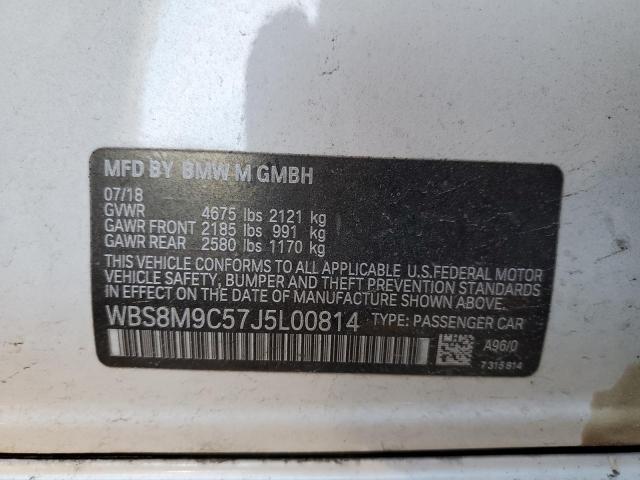 MFD BY BMW M GMBH
07/18
GVWR 4675 lbs 2121 kg
GAWR FRONT 2185 lbs 991 kg
GAWR REAR 2580 lbs 1170 kg
THIS VEHICLE CONFORMS TO ALL APPLICABLE U.S.FEDERAL MOTOR
VEHICLE SAFETY, BUMPER AND THEFT PREVENTION STANDARDS
IN EFFECT ON THE DATE OF MANUFACTURE SHOWN ABOVE.
WBS8M9C57J5L00814 TYPE: PASSENGER CAR
A96/0
7315814